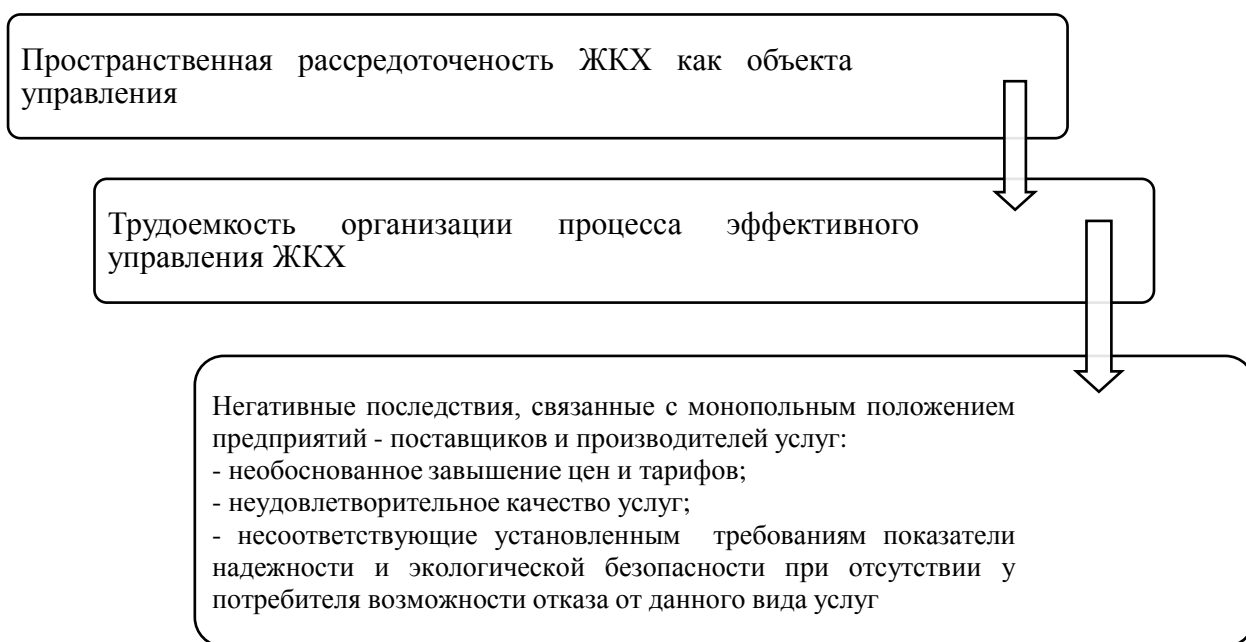 Пространственная рассредоточеность ЖКХ как объекта
управления
Трудоемкость организации процесса эффективного
управления ЖКХ
Негативные последствия, связанные с монопольным положением
предприятий - поставщиков и производителей услуг:
- необоснованное завышение цен и тарифов;
- неудовлетворительное качество услуг;
- несоответствующие установленным требованиям показатели
надежности и экологической безопасности при отсутствии у
потребителя возможности отказа от данного вида услуг